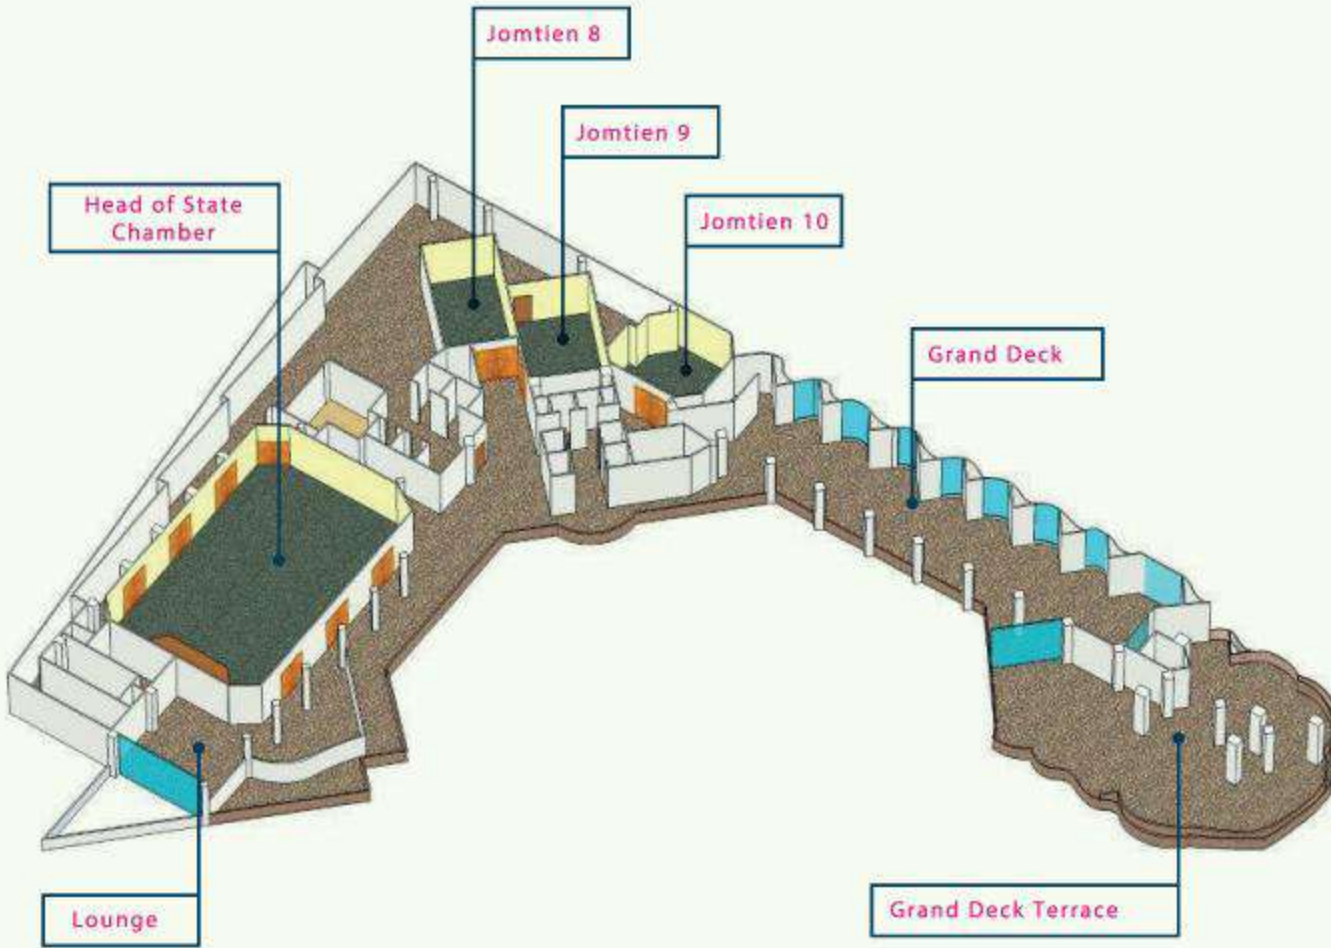 Jomtien 8
Jomtien 9
Head of State
Chamber
Jomtien 10
Grand Deck
Grand Deck Terrace
Lounge